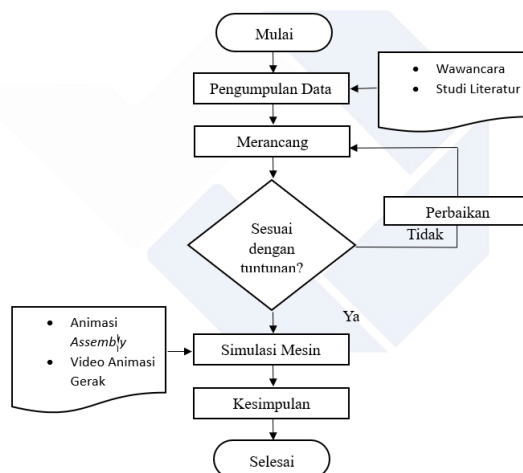 Mulai
Pengumpulan Data
• Wawancara
• Studi Literatur
Merancang
Perbaikan
Sesuai
dengan
tuntunan?
Tidak
Ya
• Animasi
Assembly
• Video Animasi
Gerak
Simulasi Mesin
Kesimpulan
Selesai